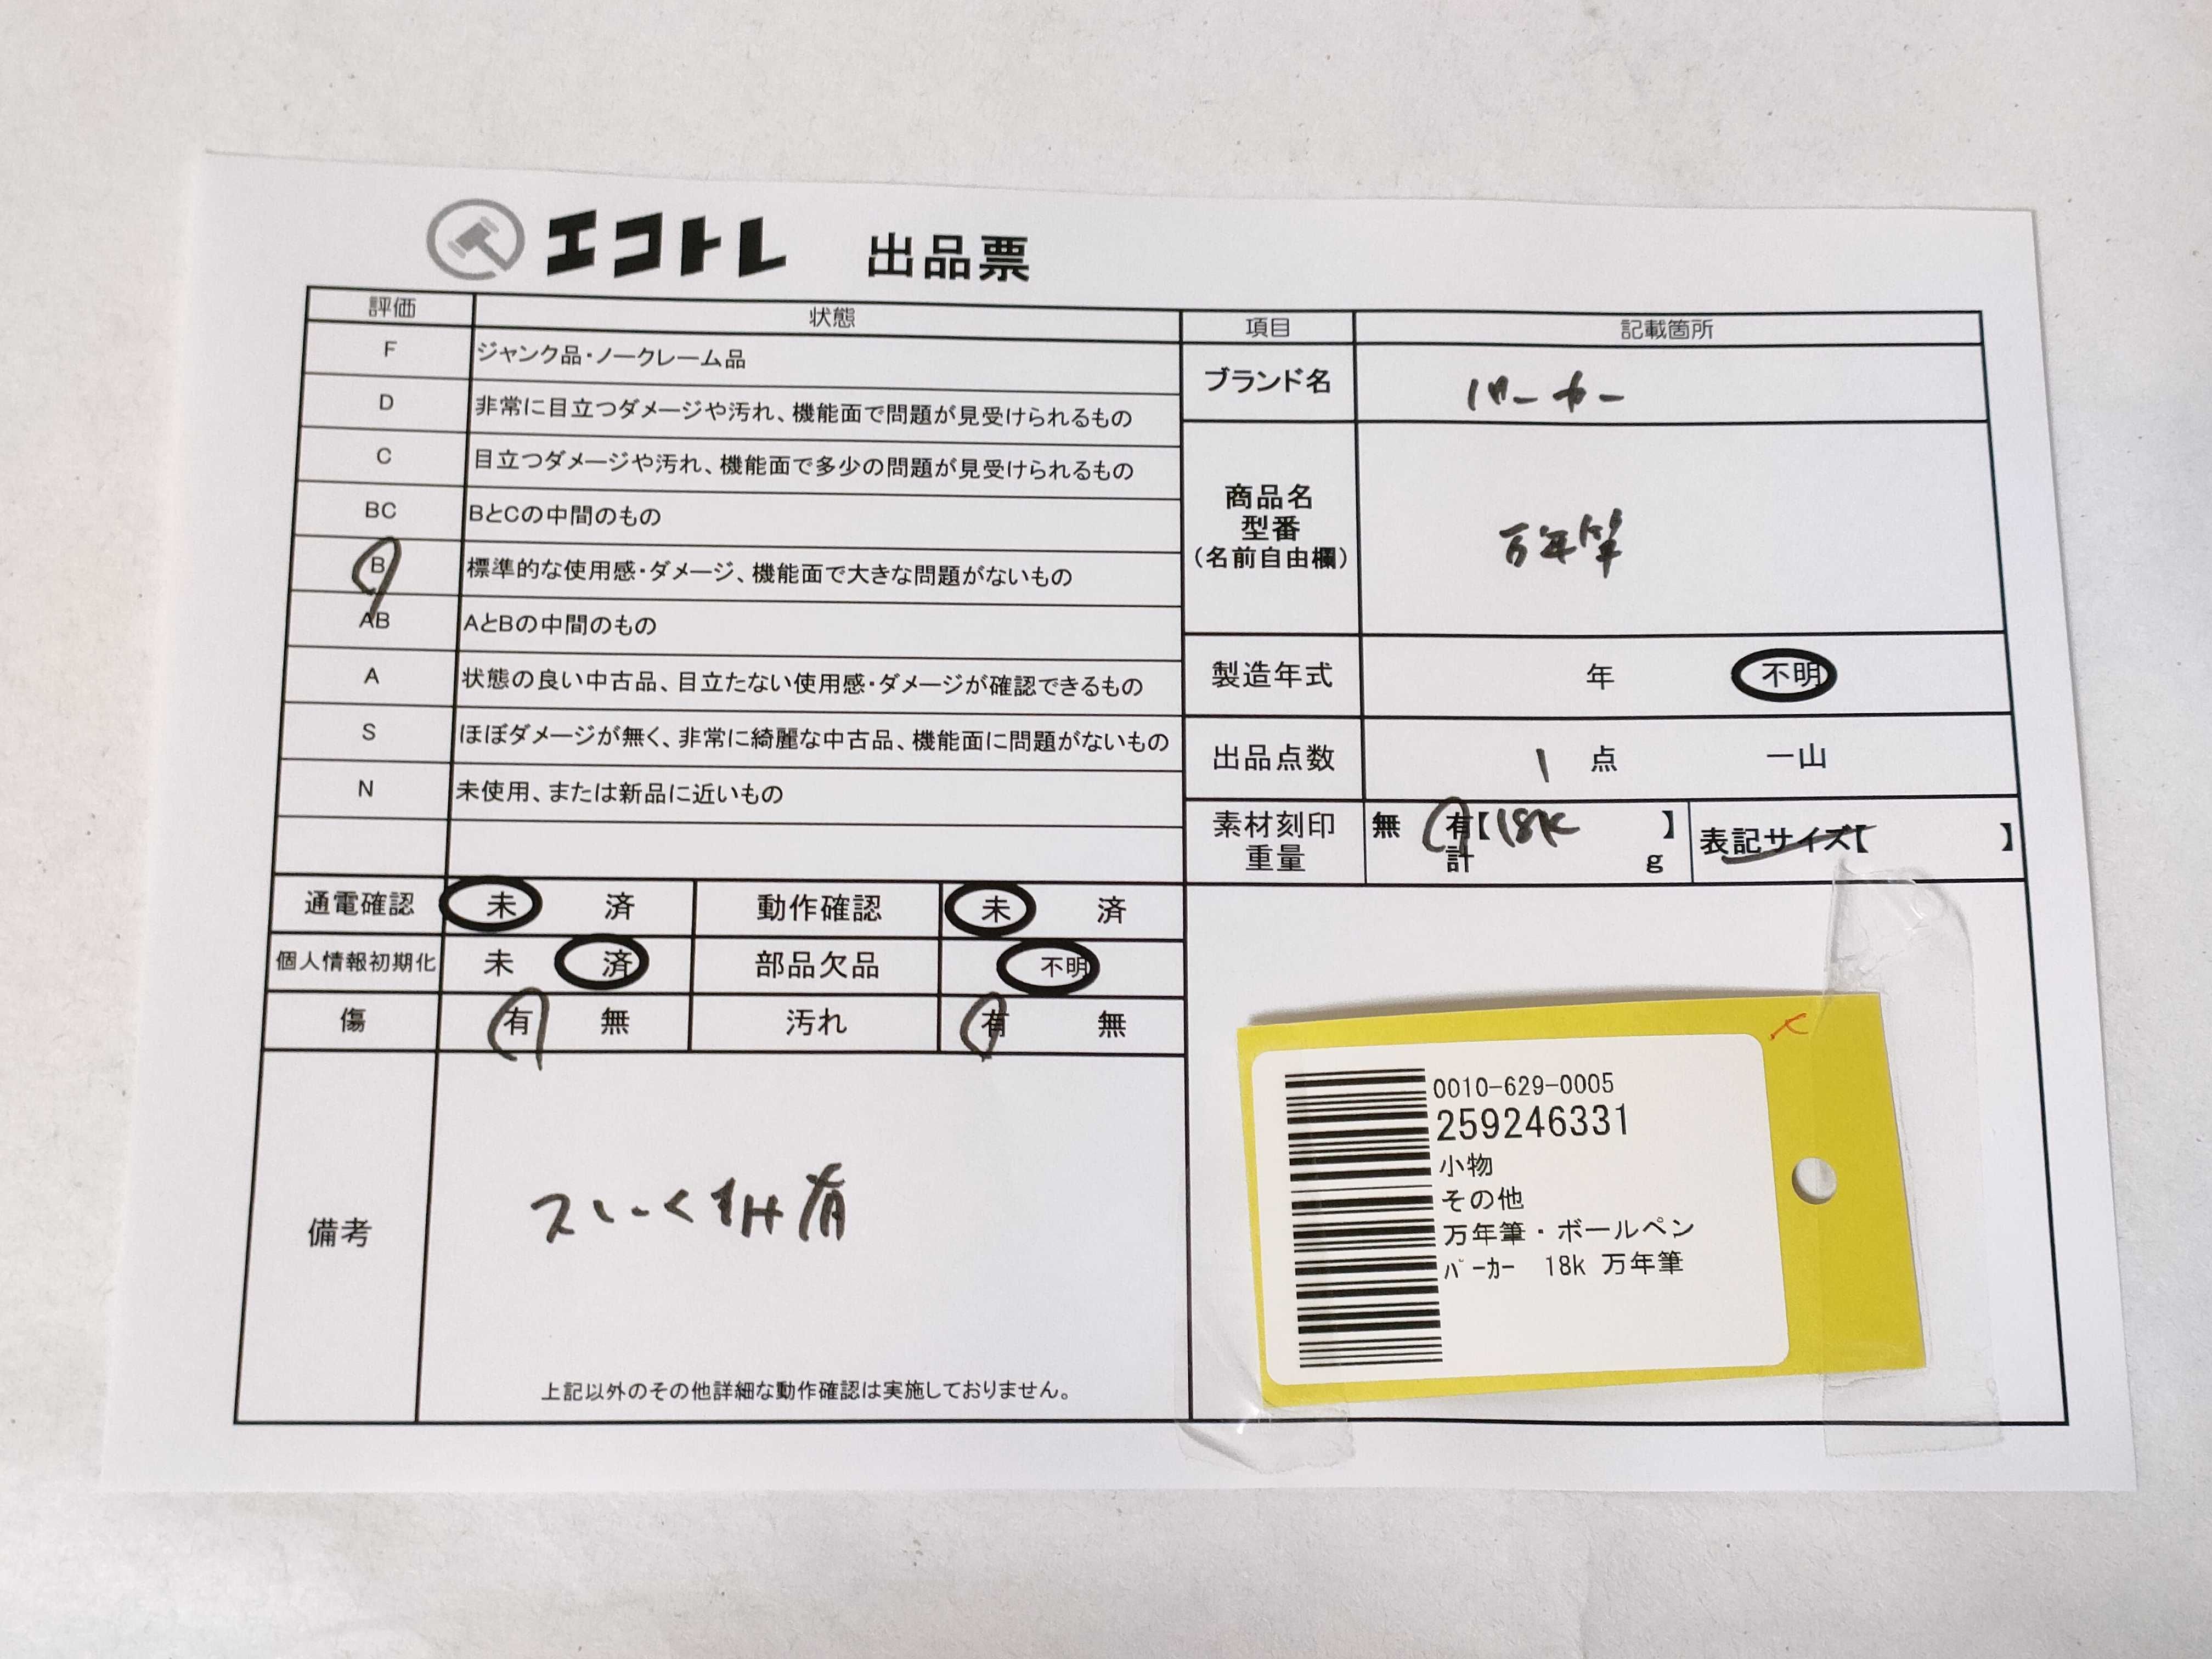 エコトレ 出品票
評価 状態 項目 記載箇所
F ジャンク品・ノークレーム品
D 非常に目立つダメージや汚れ、機能面で問題が見受けられるもの
C 目立つダメージや汚れ、機能面で多少の問題が見受けられるもの
BC BとCの中間のもの
B 標準的な使用感・ダメージ、機能面で大きな問題がないもの
AB AとBの中間のもの
A 状態の良い中古品、目立たない使用感・ダメージが確認できるもの
S ほぼダメージが無く、非常に綺麗な中古品、機能面に問題がないもの
N 未使用、または新品に近いもの
ブランド名 パーカー
商品名
型番
(名前自由欄)
万年筆
製造年式 年 不明
出品点数 1 点 一山
素材刻印 無 有【18K 】
重量 計 g
表記サイズ【 】
通電確認 未 済 動作確認 未 済
個人情報初期化 未 済 部品欠品 不明
傷 有 無 汚れ 有 無
備考
上記以外のその他詳細な動作確認は実施しておりません。
0010-629-0005
259246331
小物
その他
万年筆・ボールペン
ﾊﾟｰｶｰ 18k 万年筆